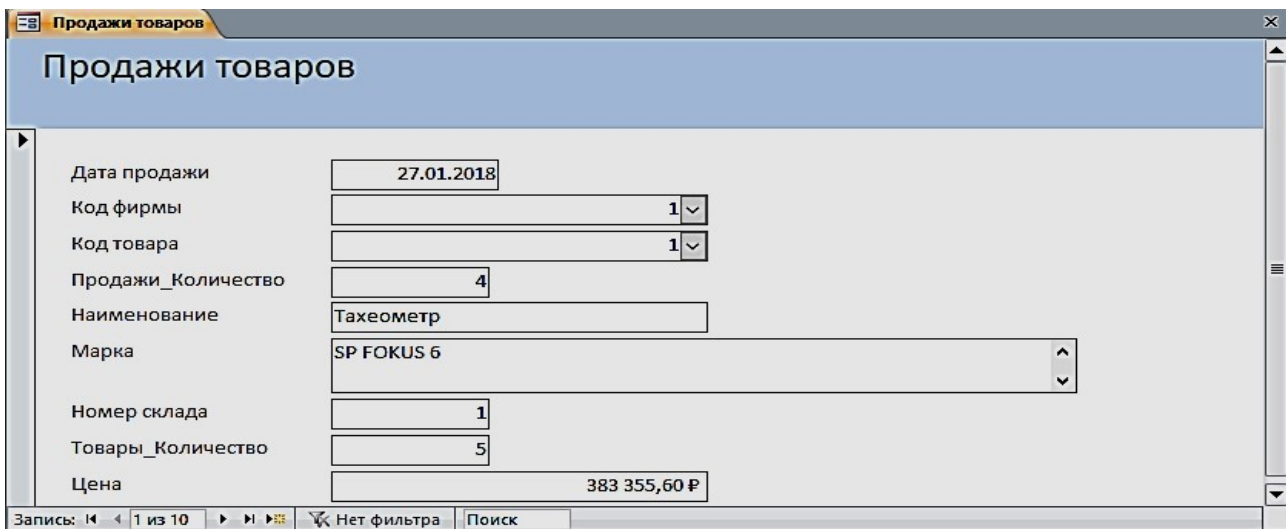 Продажи товаров
Продажи товаров
Дата продажи 27.01.2018
Код фирмы 1
Код товара 1
Продажи_Количество 4
Наименование Тахеометр
Марка SP FOKUS 6
Номер склада 1
Товары_Количество 5
Цена 383 355,60 ₽
Запись: 1 из 10 Нет фильтра Поиск